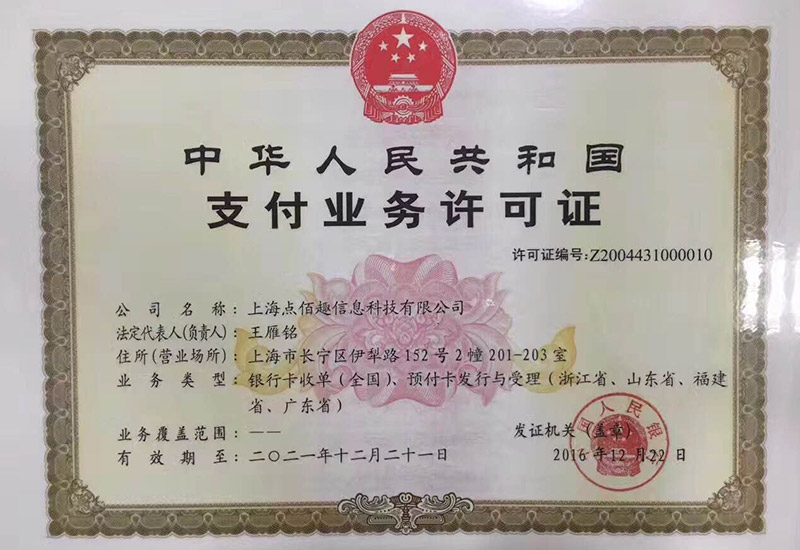 中华人民共和国
支付业务许可证
许可证编号:Z2004431000010
公司名称:上海点佰趣信息科技有限公司
法定代表人(负责人):王雁铭
住所(营业场所):上海市长宁区伊犁路152号2幢201-203室
业务类型:银行卡收单(全国)、预付卡发行与受理(浙江省、山东省、福建
省、广东省)
业务覆盖范围:——
发证机关(盖章)
有效期至:二〇二一年十二月二十一日
2016年12月22日
中国人民银行